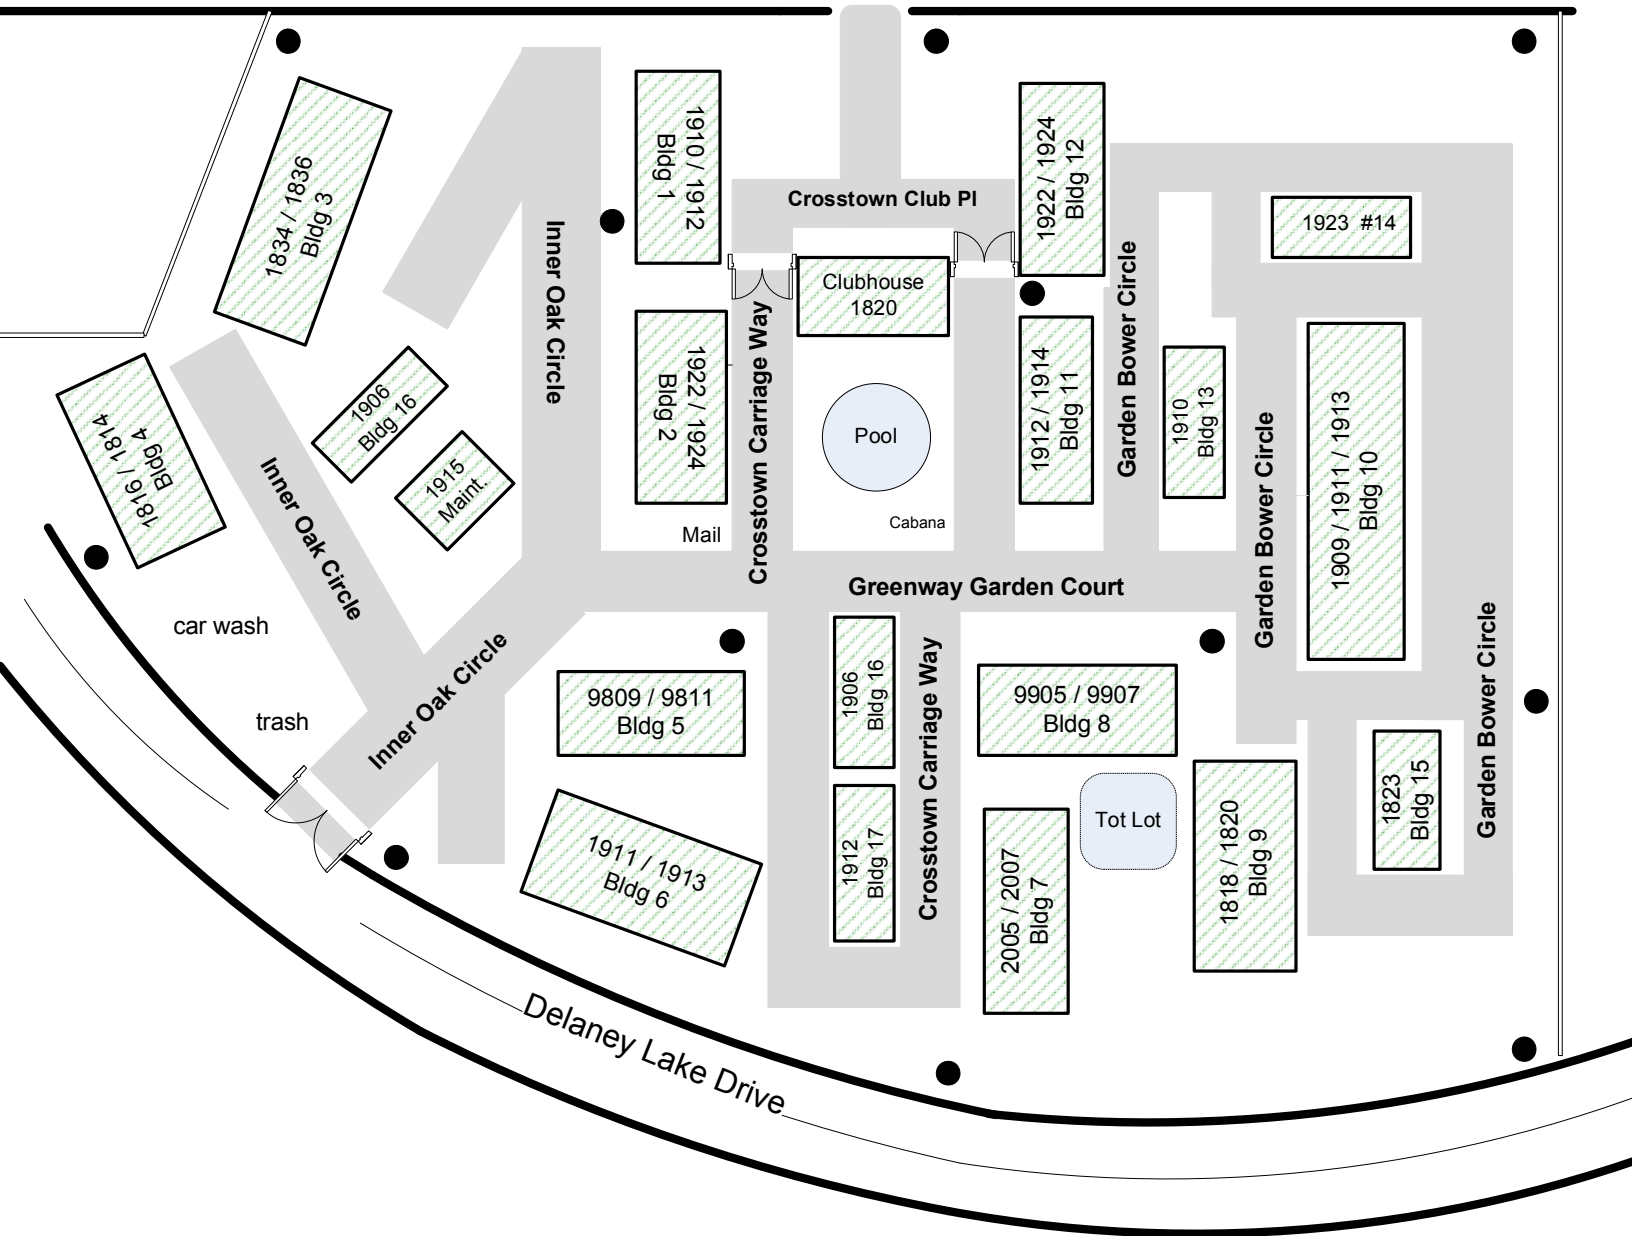 Crosstown Club Pl
1910 / 1912
Bldg 1
1922 / 1924
Bldg 12
1834 / 1836
Bldg 3
1923 #14
Inner Oak Circle
Clubhouse
1820
Garden Bower Circle
1922 / 1924
Bldg 2
Crosstown Carriage Way
1912 / 1914
Bldg 11
1906
Bldg 16
1910
Bldg 13
1816 / 1814
Bldg 4
Pool
1915
Maint.
1909 / 1911 / 1913
Bldg 10
Garden Bower Circle
Inner Oak Circle
Mail
Cabana
Greenway Garden Court
car wash
Inner Oak Circle
9809 / 9811
Bldg 5
1906
Bldg 16
Crosstown Carriage Way
9905 / 9907
Bldg 8
Garden Bower Circle
trash
1911 / 1913
Bldg 6
1912
Bldg 17
Tot Lot
1818 / 1820
Bldg 9
1823
Bldg 15
2005 / 2007
Bldg 7
Delaney Lake Drive